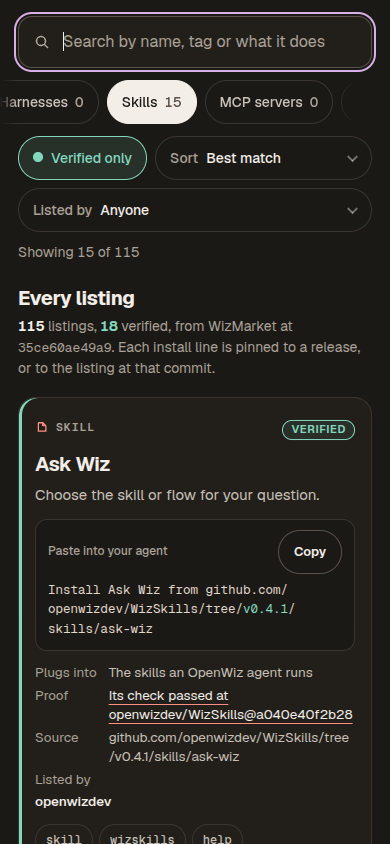 Search by name, tag or what it does
Harnesses 0
Skills 15
MCP servers 0
Verified only
Sort Best match
Listed by Anyone
Showing 15 of 115
Every listing
115 listings, 18 verified, from WizMarket at
35ce60ae49a9. Each install line is pinned to a release,
or to the listing at that commit.
SKILL
VERIFIED
Ask Wiz
Choose the skill or flow for your question.
Paste into your agent
Copy
Install Ask Wiz from github.com/
openwizdev/WizSkills/tree/v0.4.1/
skills/ask-wiz
Plugs into The skills an OpenWiz agent runs
Proof Its check passed at
openwizdev/WizSkills@a040e40f2b28
Source github.com/openwizdev/WizSkills/tree
/v0.4.1/skills/ask-wiz
Listed by
openwizdev
skill wizskills help